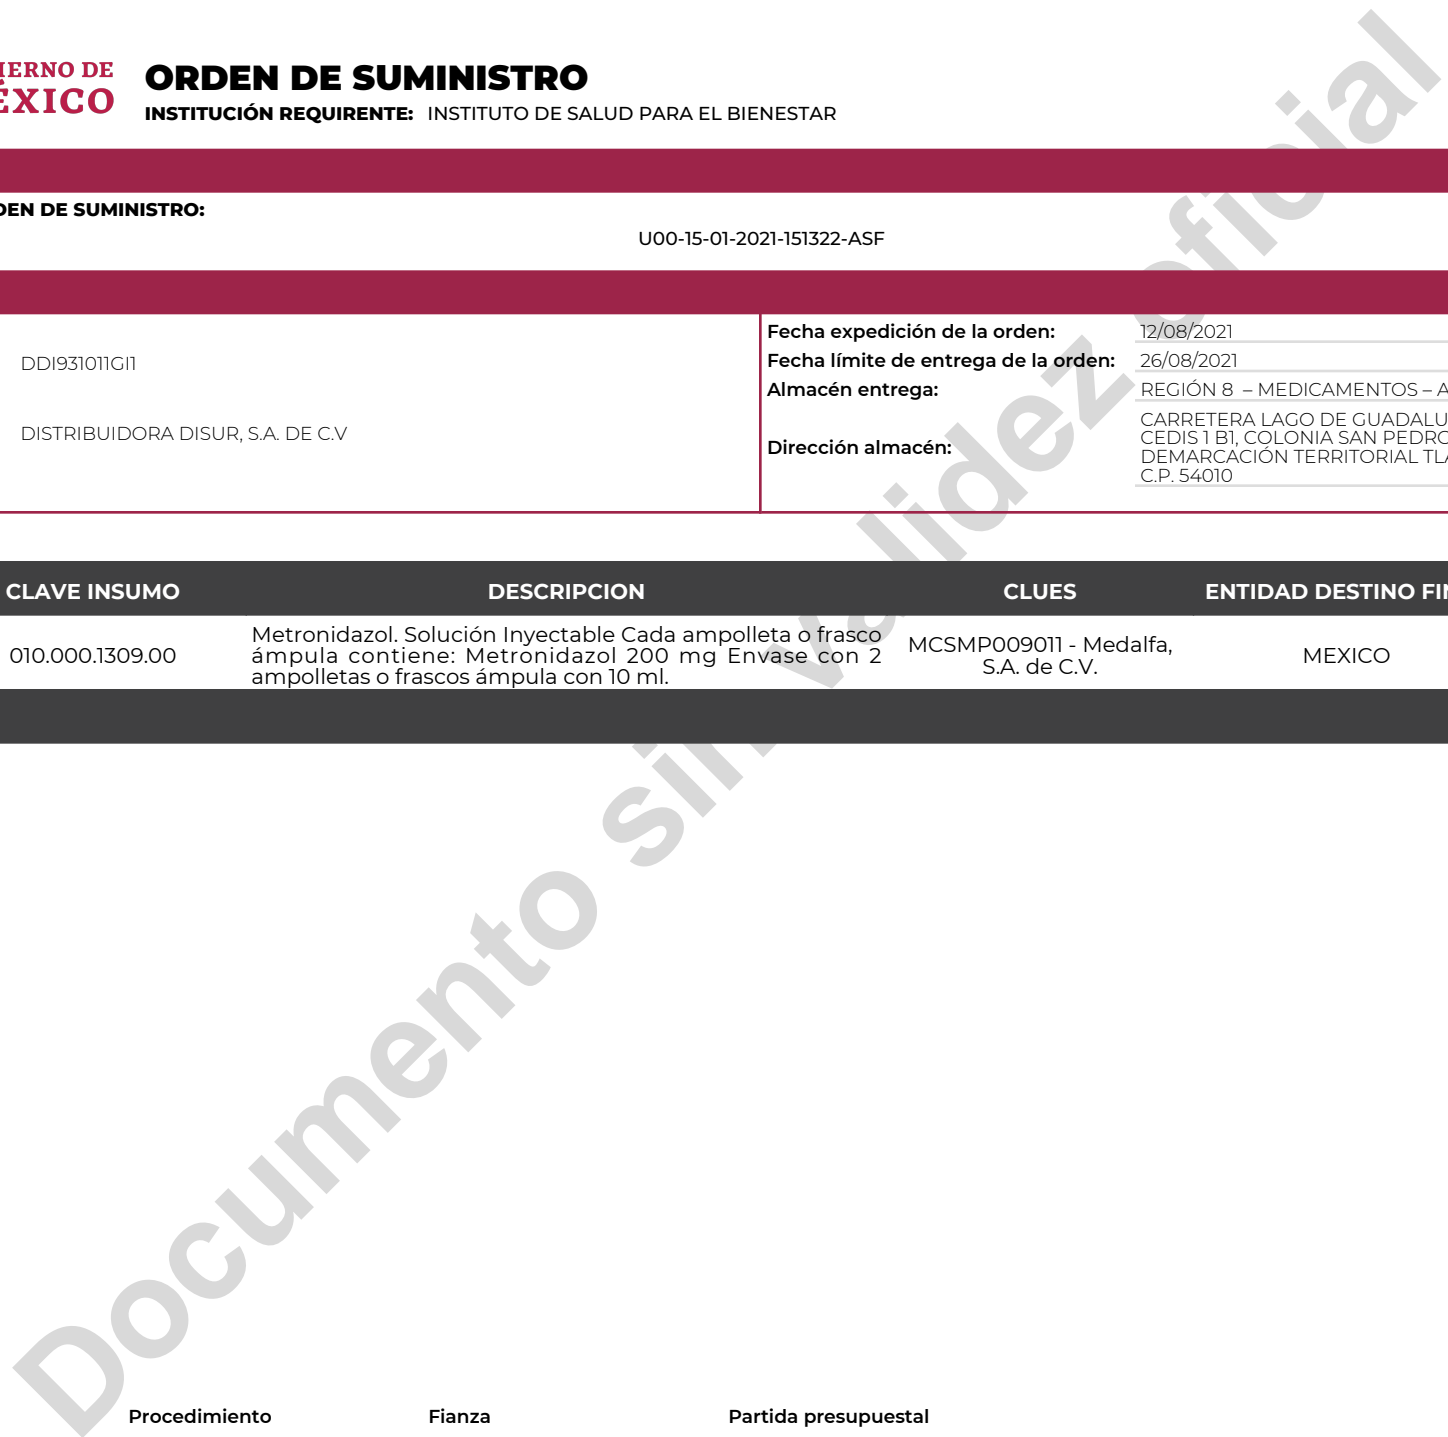 IERNO DE
ÉXICO
ORDEN DE SUMINISTRO
INSTITUCIÓN REQUIRENTE: INSTITUTO DE SALUD PARA EL BIENESTAR
DEN DE SUMINISTRO:
U00-15-01-2021-151322-ASF
DDI931011GI1
DISTRIBUIDORA DISUR, S.A. DE C.V
Fecha expedición de la orden: 12/08/2021
Fecha límite de entrega de la orden: 26/08/2021
Almacén entrega: REGIÓN 8 – MEDICAMENTOS – A
Dirección almacén:
CARRETERA LAGO DE GUADALU
CEDIS 1 B1, COLONIA SAN PEDRO
DEMARCACIÓN TERRITORIAL TLA
C.P. 54010
CLAVE INSUMO DESCRIPCION CLUES ENTIDAD DESTINO FIN
010.000.1309.00
Metronidazol. Solución Inyectable Cada ampolleta o frasco
ámpula contiene: Metronidazol 200 mg Envase con 2
ampolletas o frascos ámpula con 10 ml.
MCSMP009011 - Medalfa,
S.A. de C.V.
MEXICO
Documento sin validez oficial
Procedimiento Fianza Partida presupuestal